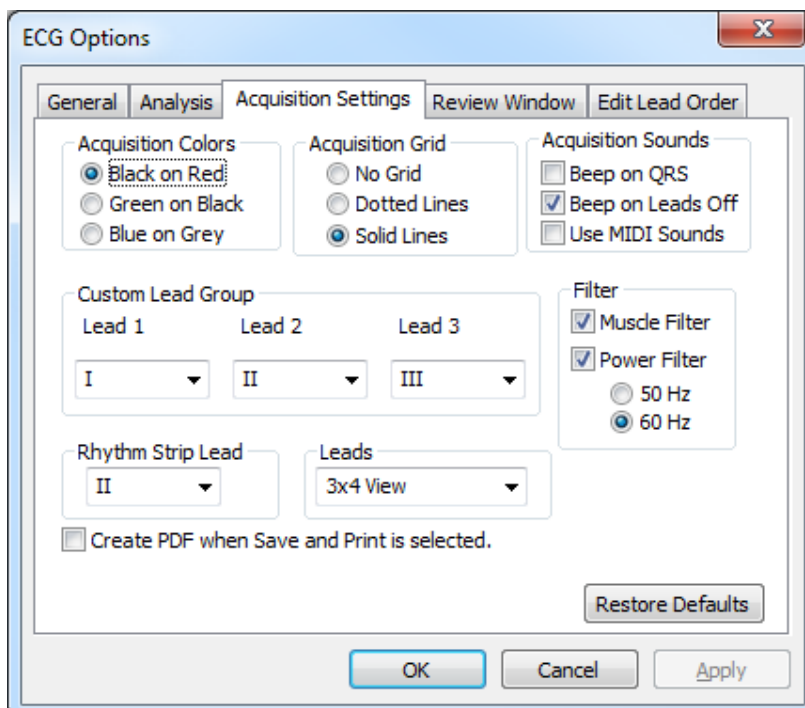 ECG Options
General Analysis Acquisition Settings Review Window Edit Lead Order
Acquisition Colors
Black on Red
Green on Black
Blue on Grey
Acquisition Grid
No Grid
Dotted Lines
Solid Lines
Acquisition Sounds
Beep on QRS
Beep on Leads Off
Use MIDI Sounds
Custom Lead Group
Lead 1 Lead 2 Lead 3
I II III
Filter
Muscle Filter
Power Filter
50 Hz
60 Hz
Rhythm Strip Lead
II
Leads
3x4 View
Create PDF when Save and Print is selected.
Restore Defaults
OK Cancel Apply